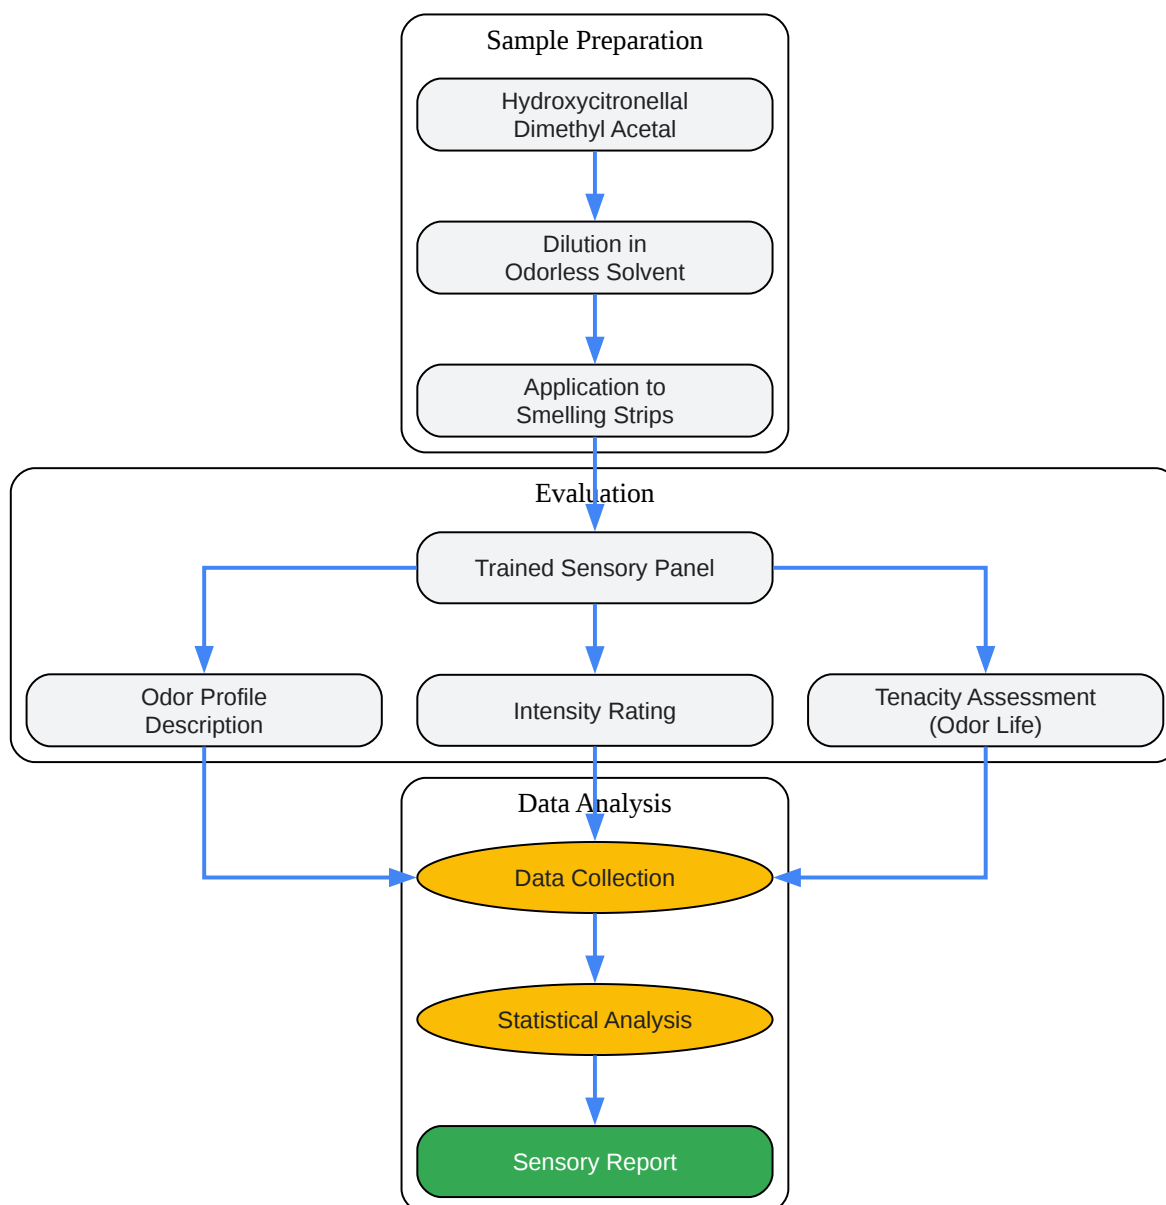 Sample Preparation
Hydroxycitronellal
Dimethyl Acetal
Dilution in
Odorless Solvent
Application to
Smelling Strips
Evaluation
Trained Sensory Panel
Odor Profile
Description
Intensity Rating
Tenacity Assessment
(Odor Life)
Data Analysis
Data Collection
Statistical Analysis
Sensory Report